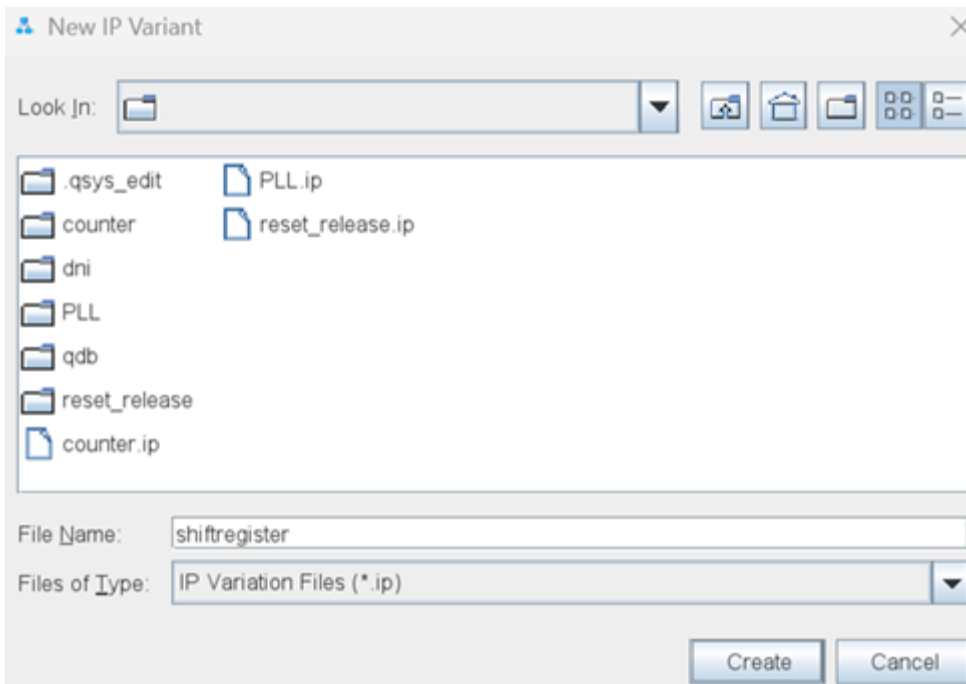 New IP Variant
Look In:
.qsys_edit
counter
dni
PLL
qdb
reset_release
counter.ip
PLL.ip
reset_release.ip
File Name: shiftregister
Files of Type: IP Variation Files (*.ip)
Create Cancel